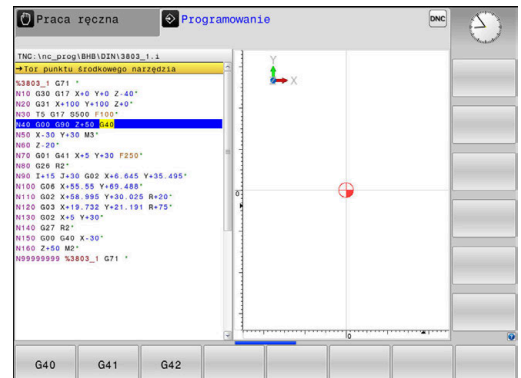 Praca ręczna
Programowanie
DNC
TNC:\nc_prog\BHB\DIN\3803_1.i
→Tor punktu środkowego narzędzia
%3803_1 G71 *
N10 G30 G17 X+0 Y+0 Z-40*
N20 G31 X+100 Y+100 Z+0*
N30 T5 G17 S500 F100*
N40 G00 G90 Z+50 G40
N50 X-30 Y+30 M3*
N60 Z-20*
N70 G01 G41 X+5 Y+30 F250*
N80 G26 R2*
N90 I+15 J+30 G02 X+6.645 Y+35.495*
N100 G06 X+55.55 Y+69.488*
N110 G02 X+58.995 Y+30.025 R+20*
N120 G03 X+19.732 Y+21.191 R+75*
N130 G02 X+5 Y+30*
N140 G27 R2*
N150 G00 G40 X-30*
N160 Z+50 M2*
N99999999 %3803_1 G71 *
Y
X
0
0
G40 G41 G42